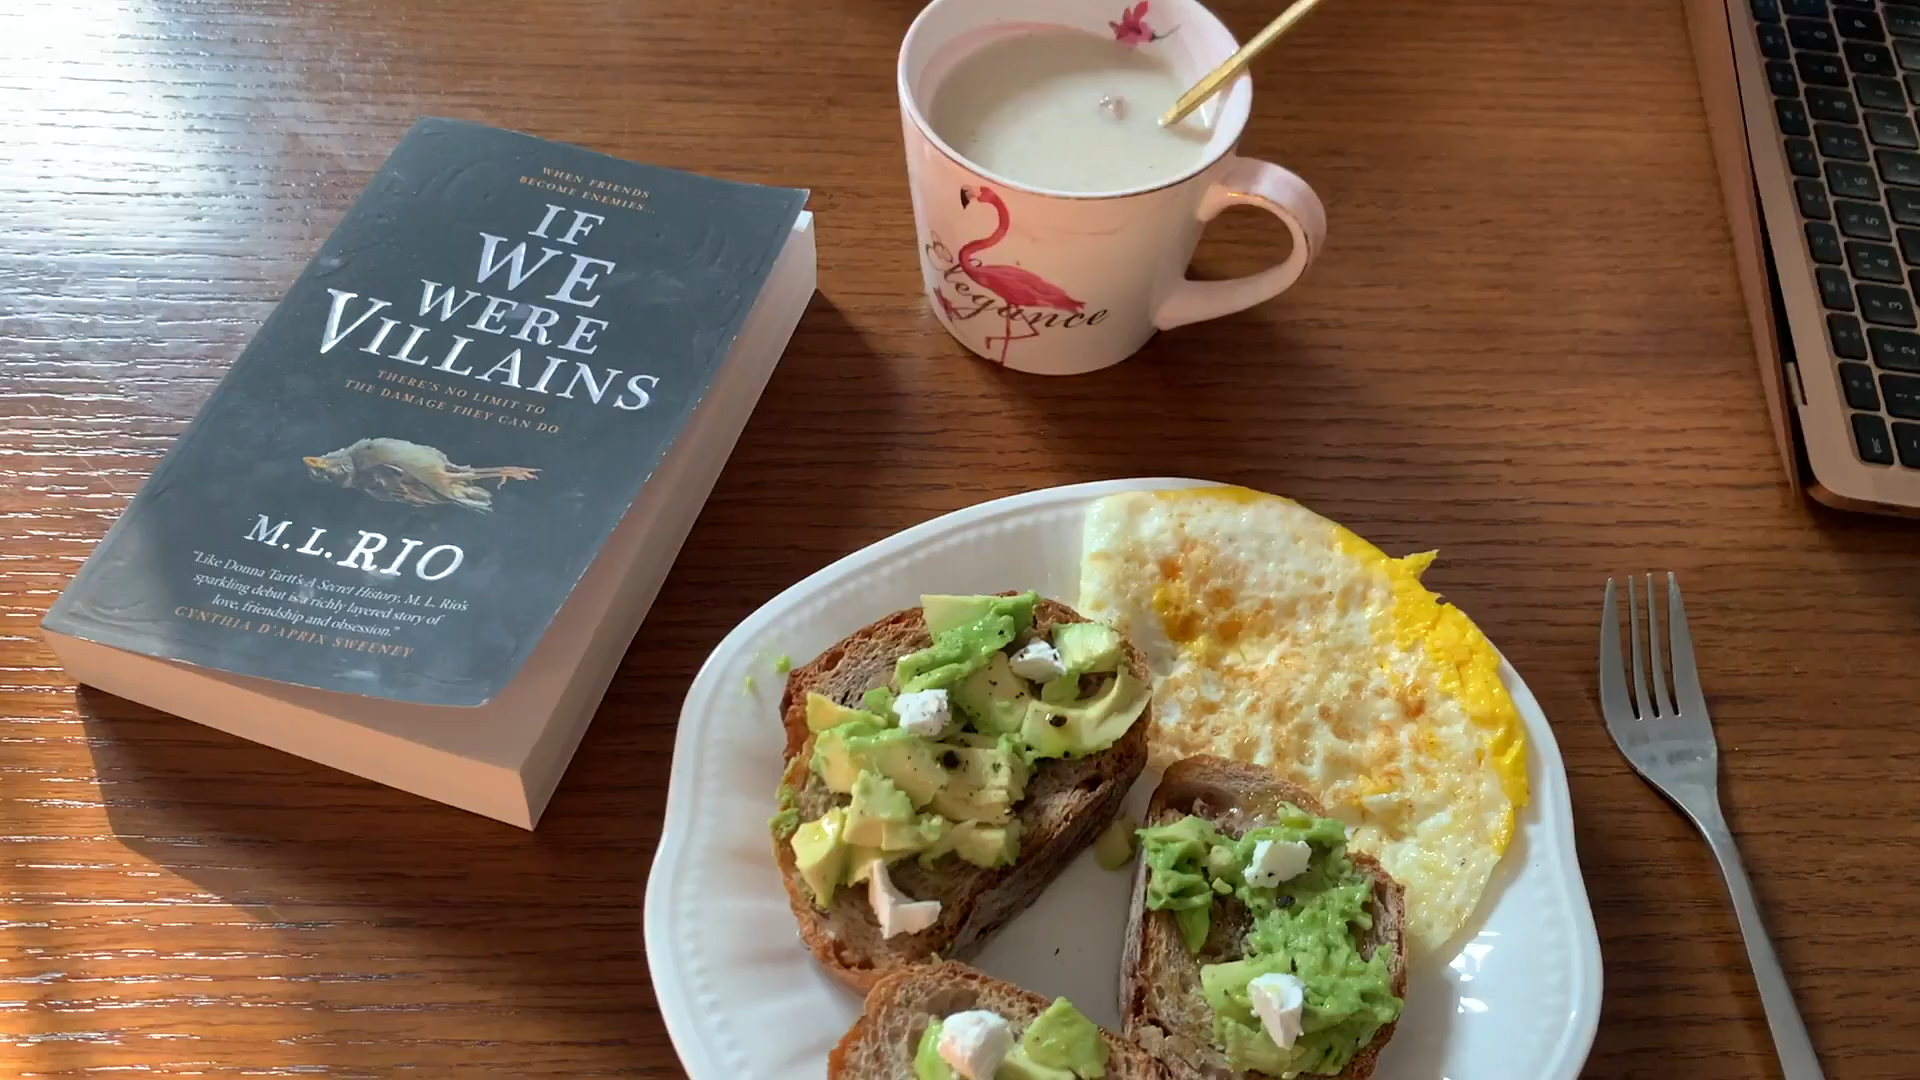 WHEN FRIENDS
BECOME ENEMIES...
IF
WE
WERE
VILLAINS
THERE'S NO LIMIT TO
THE DAMAGE THEY CAN DO
M. L. RIO
"Like Donna Tartt's A Secret History, M. L. Rio's
sparkling debut is a richly layered story of
love, friendship and obsession."
CYNTHIA D'APRIX SWEENEY
Elegance